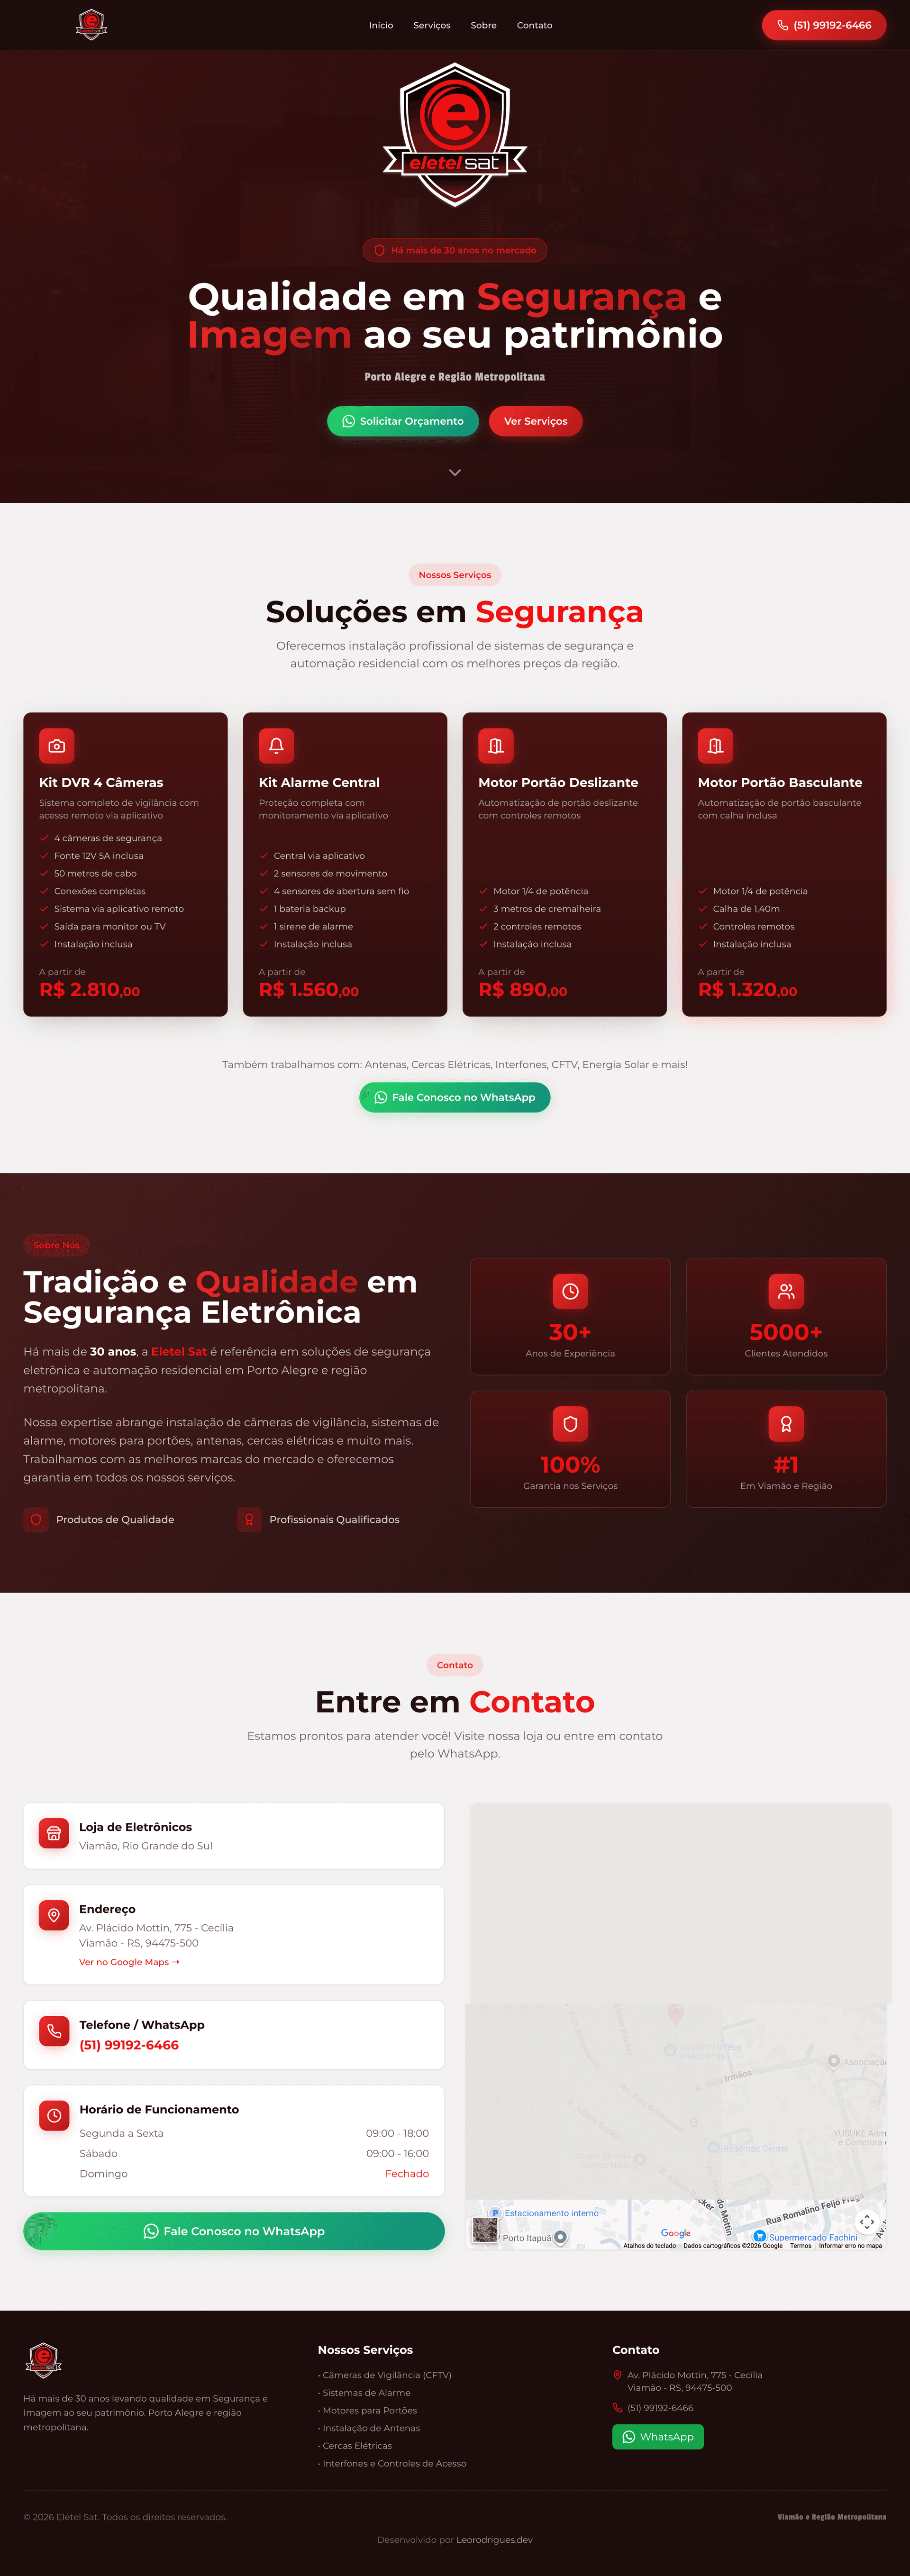 Início Serviços Sobre Contato
(51) 99192-6466
e
eletel sat
Há mais de 30 anos no mercado
Qualidade em Segurança e
Imagem ao seu patrimônio
Porto Alegre e Região Metropolitana
Solicitar Orçamento
Ver Serviços
Nossos Serviços
Soluções em Segurança
Oferecemos instalação profissional de sistemas de segurança e
automação residencial com os melhores preços da região.
Kit DVR 4 Câmeras
Sistema completo de vigilância com
acesso remoto via aplicativo
4 câmeras de segurança
Fonte 12V 5A inclusa
50 metros de cabo
Conexões completas
Sistema via aplicativo remoto
Saída para monitor ou TV
Instalação inclusa
A partir de
R$ 2.810,00
Kit Alarme Central
Proteção completa com
monitoramento via aplicativo
Central via aplicativo
2 sensores de movimento
4 sensores de abertura sem fio
1 bateria backup
1 sirene de alarme
Instalação inclusa
A partir de
R$ 1.560,00
Motor Portão Deslizante
Automatização de portão deslizante
com controles remotos
Motor 1/4 de potência
3 metros de cremalheira
2 controles remotos
Instalação inclusa
A partir de
R$ 890,00
Motor Portão Basculante
Automatização de portão basculante
com calha inclusa
Motor 1/4 de potência
Calha de 1,40m
Controles remotos
Instalação inclusa
A partir de
R$ 1.320,00
Também trabalhamos com: Antenas, Cercas Elétricas, Interfones, CFTV, Energia Solar e mais!
Fale Conosco no WhatsApp
Sobre Nós
Tradição e Qualidade em
Segurança Eletrônica
Há mais de 30 anos, a Eletel Sat é referência em soluções de segurança
eletrônica e automação residencial em Porto Alegre e região
metropolitana.
Nossa expertise abrange instalação de câmeras de vigilância, sistemas de
alarme, motores para portões, antenas, cercas elétricas e muito mais.
Trabalhamos com as melhores marcas do mercado e oferecemos
garantia em todos os nossos serviços.
Produtos de Qualidade
Profissionais Qualificados
30+
Anos de Experiência
5000+
Clientes Atendidos
100%
Garantia nos Serviços
#1
Em Viamão e Região
Contato
Entre em Contato
Estamos prontos para atender você! Visite nossa loja ou entre em contato
pelo WhatsApp.
Loja de Eletrônicos
Viamão, Rio Grande do Sul
Endereço
Av. Plácido Mottin, 775 - Cecília
Viamão - RS, 94475-500
Ver no Google Maps →
Telefone / WhatsApp
(51) 99192-6466
Horário de Funcionamento
Segunda a Sexta 09:00 - 18:00
Sábado 09:00 - 16:00
Domingo Fechado
Fale Conosco no WhatsApp
Associação
Irmãos
Redemac Center
YUSUKE Adm
e Corretora
Estacionamento interno
Rua Romalino Feijó Fraga
Porto Itapuã
Google
Supermercado Fachini
Atalhos do teclado Dados cartográficos ©2026 Google Termos Informar erro no mapa
Há mais de 30 anos levando qualidade em Segurança e
Imagem ao seu patrimônio. Porto Alegre e região
metropolitana.
Nossos Serviços
• Câmeras de Vigilância (CFTV)
• Sistemas de Alarme
• Motores para Portões
• Instalação de Antenas
• Cercas Elétricas
• Interfones e Controles de Acesso
Contato
Av. Plácido Mottin, 775 - Cecília
Viamão - RS, 94475-500
(51) 99192-6466
WhatsApp
© 2026 Eletel Sat. Todos os direitos reservados.
Viamão e Região Metropolitana
Desenvolvido por Leorodrigues.dev